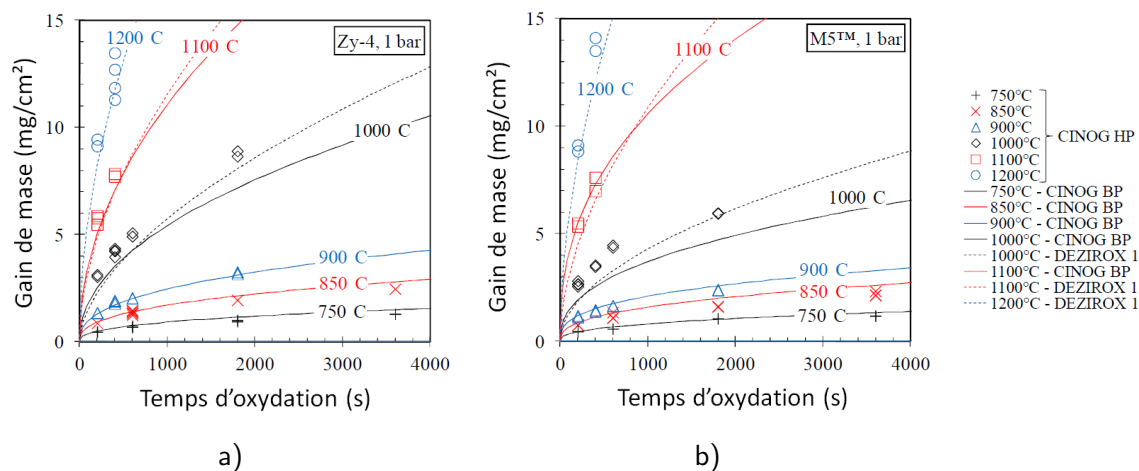 Gain de mase (mg/cm²)
15
10
5
0
Zy-4, 1 bar
1200 C
1100 C
1000 C
900 C
850 C
750 C
0 1000 2000 3000 4000
Temps d'oxydation (s)
a)
Gain de mase (mg/cm²)
15
10
5
0
M5™, 1 bar
1200 C
1100 C
1000 C
900 C
850 C
750 C
0 1000 2000 3000 4000
Temps d'oxydation (s)
b)
750°C
850°C
900°C
1000°C
1100°C
1200°C
CINOG HP
750°C - CINOG BP
850°C - CINOG BP
900°C - CINOG BP
1000°C - CINOG BP
1000°C - DEZIROX 1
1100°C - CINOG BP
1100°C - DEZIROX 1
1200°C - DEZIROX 1